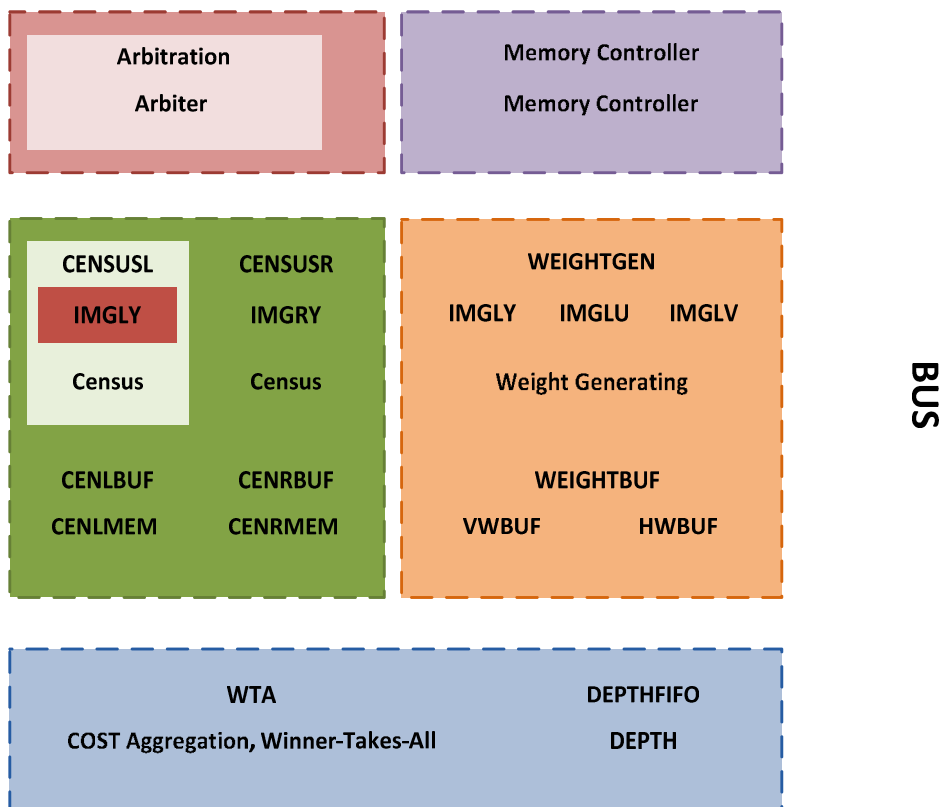 Arbitration
Arbiter
Memory Controller
Memory Controller
CENSUSL CENSUSR
IMGLY IMGRY
Census Census
CENLBUF CENRBUF
CENLMEM CENRMEM
WEIGHTGEN
IMGLY IMGLU IMGLV
Weight Generating
WEIGHTBUF
VWBUF HWBUF
BUS
WTA DEPTHFIFO
COST Aggregation, Winner-Takes-All DEPTH